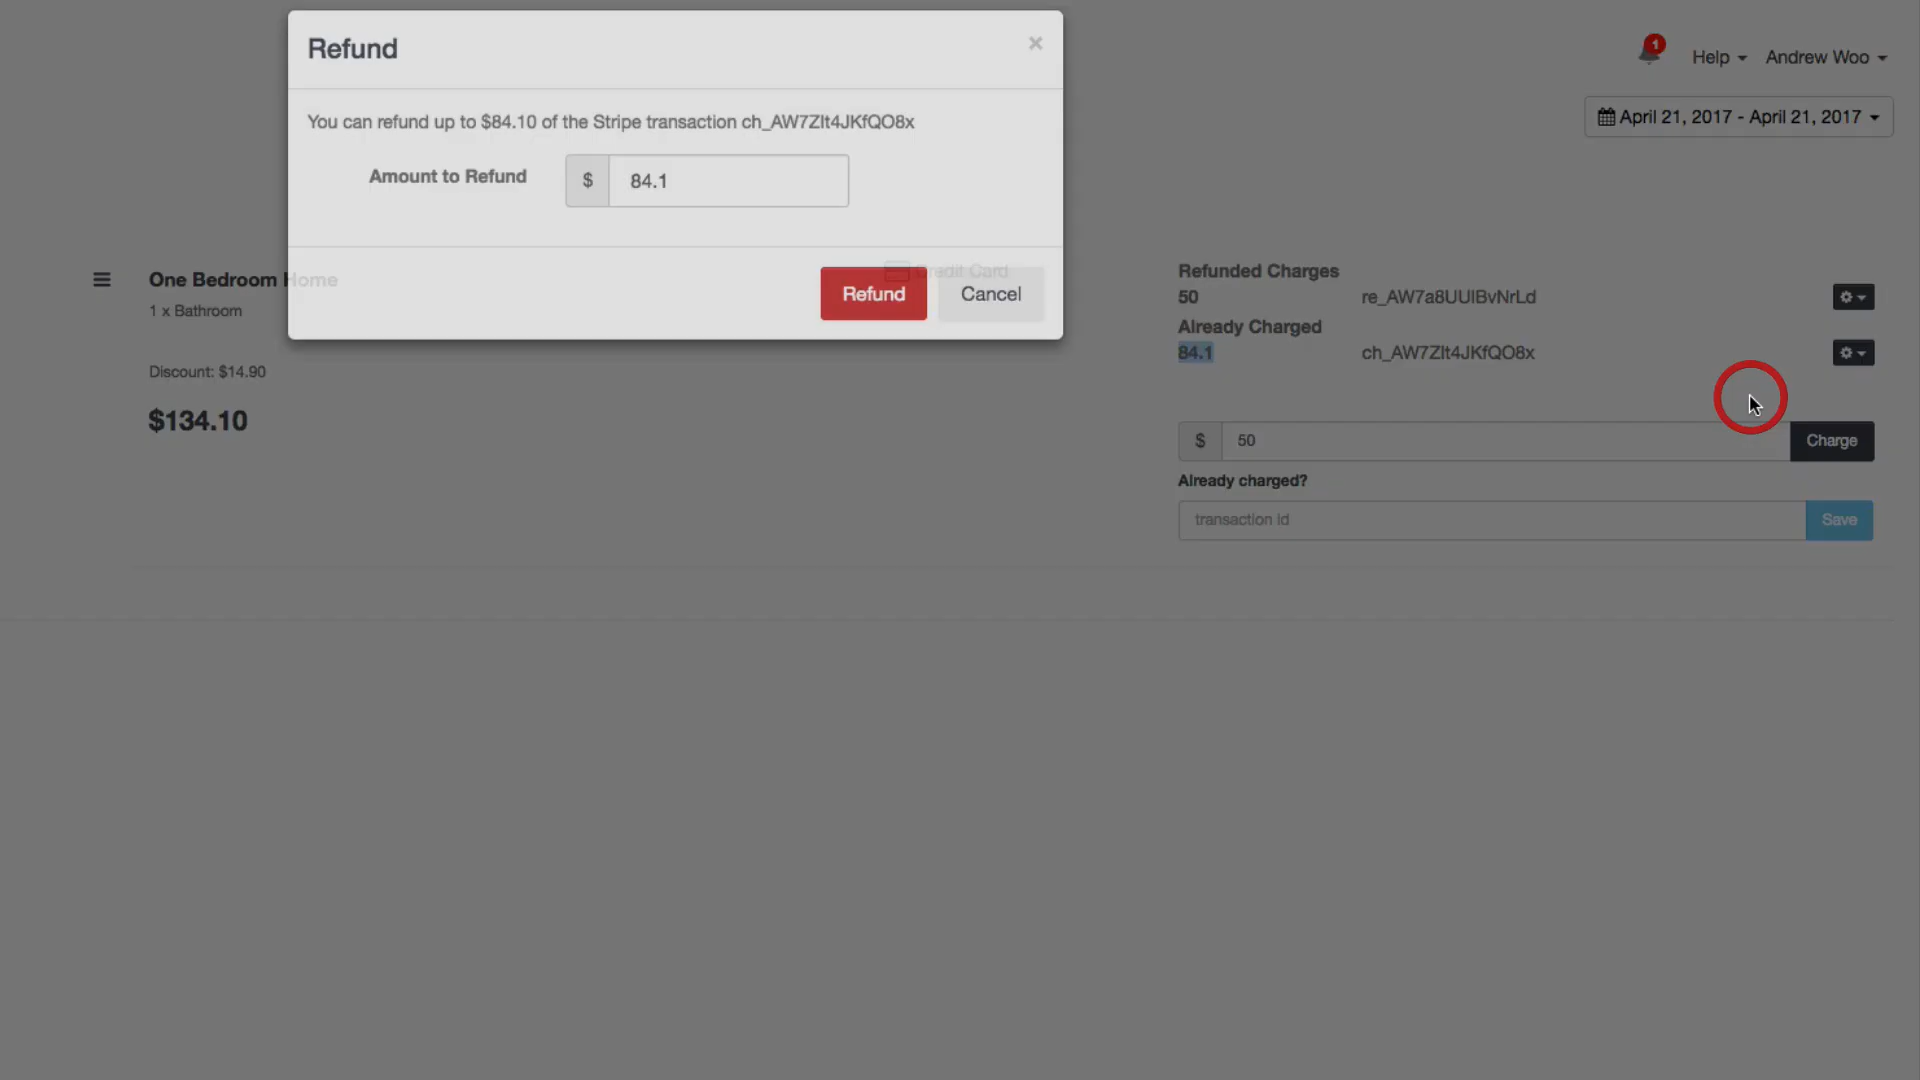 Refund
×
You can refund up to $84.10 of the Stripe transaction ch_AW7ZIt4JKfQO8x
Amount to Refund
$ 84.1
Refund
Cancel
1
Help
Andrew Woo
April 21, 2017 - April 21, 2017
One Bedroom Home
1 x Bathroom
Discount: $14.90
$134.10
Credit Card
Refunded Charges
50 re_AW7a8UUIBvNrLd
Already Charged
84.1 ch_AW7ZIt4JKfQO8x
$ 50 Charge
Already charged?
transaction id Save